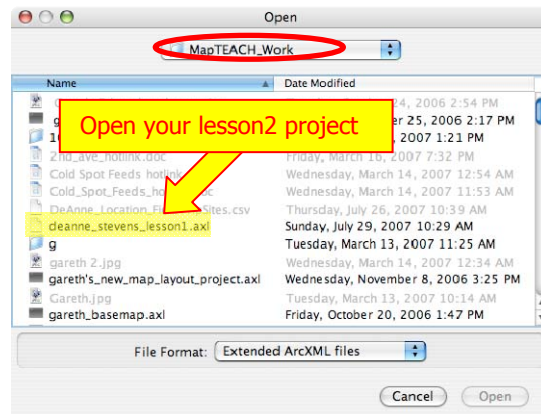 Open
MapTEACH_Work
Name Date Modified
24, 2006 2:54 PM
g er 25, 2006 2:17 PM
1 , 2007 1:21 PM
2nd_ave_hotlink.doc Friday, March 16, 2007 7:32 PM
Cold Spot Feeds hotlink Wednesday, March 14, 2007 12:54 AM
Cold_Spot_Feeds_ho Wednesday, March 14, 2007 11:53 AM
DeAnne_Location_Fi Sites.csv Thursday, July 26, 2007 10:39 AM
deanne_stevens_lesson1.axl Sunday, July 29, 2007 10:29 AM
g Tuesday, March 13, 2007 11:25 AM
gareth 2.jpg Wednesday, March 14, 2007 12:34 AM
gareth's_new_map_layout_project.axl Wednesday, November 8, 2006 3:25 PM
Gareth.jpg Tuesday, March 13, 2007 10:14 AM
gareth_basemap.axl Friday, October 20, 2006 1:47 PM
Open your lesson2 project
File Format: Extended ArcXML files
Cancel Open